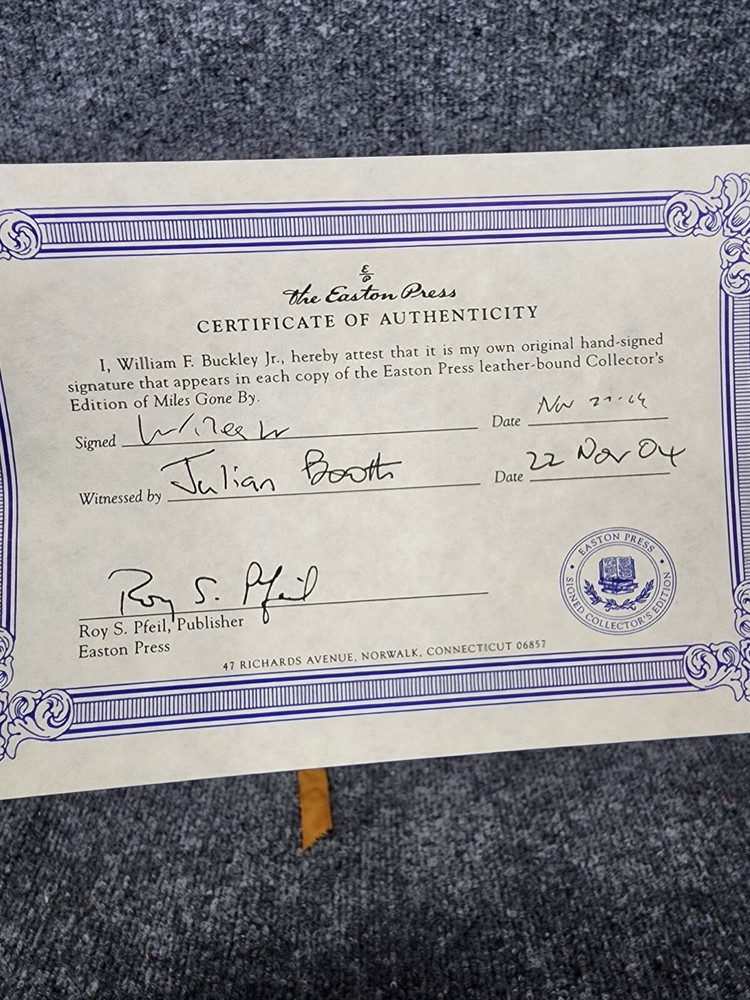 E/P
The Easton Press
CERTIFICATE OF AUTHENTICITY
I, William F. Buckley Jr., hereby attest that it is my own original hand-signed
signature that appears in each copy of the Easton Press leather-bound Collector's
Edition of Miles Gone By.
Signed Date Nov
Witnessed by Julian Booth Date 22 Nov 04
Roy S. Pfeil
Roy S. Pfeil, Publisher
Easton Press
EASTON PRESS
SIGNED COLLECTOR'S EDITION
47 RICHARDS AVENUE, NORWALK, CONNECTICUT 06857